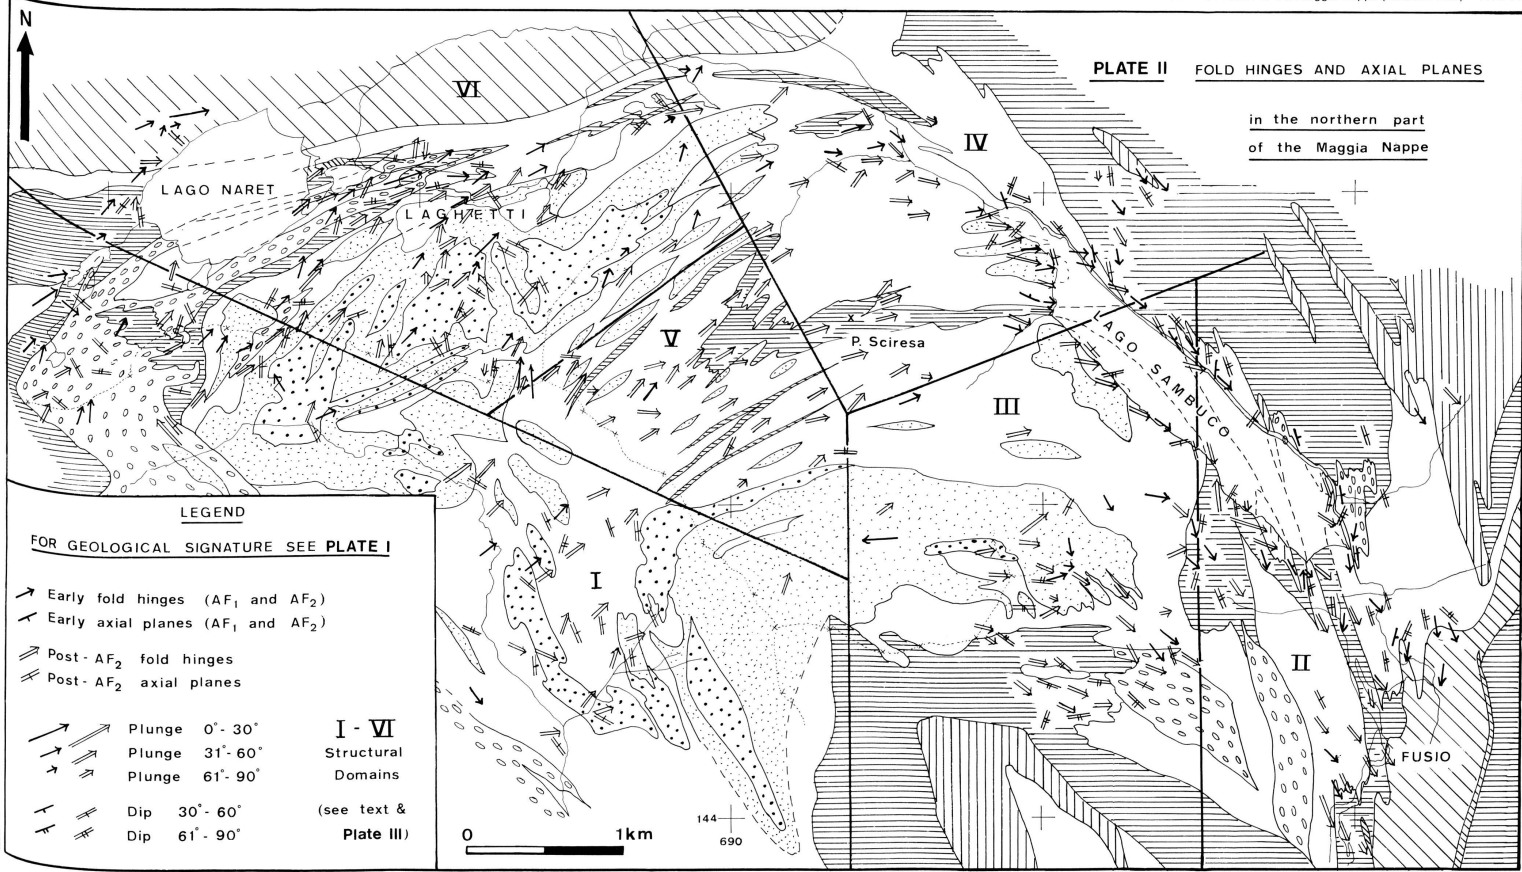 N
PLATE II FOLD HINGES AND AXIAL PLANES
in the northern part
of the Maggia Nappe
VI
IV
LAGO NARET
LAGHETTI
V
x
P. Sciresa
LAGO SAMBUCO
III
I
II
FUSIO
LEGEND
FOR GEOLOGICAL SIGNATURE SEE PLATE I
Early fold hinges (AF₁ and AF₂)
Early axial planes (AF₁ and AF₂)
Post-AF₂ fold hinges
Post-AF₂ axial planes
Plunge 0°-30°
Plunge 31°-60°
Plunge 61°-90°
I - VI
Structural
Domains
Dip 30°-60°
Dip 61°-90°
(see text &
Plate III)
0 1km
144
690